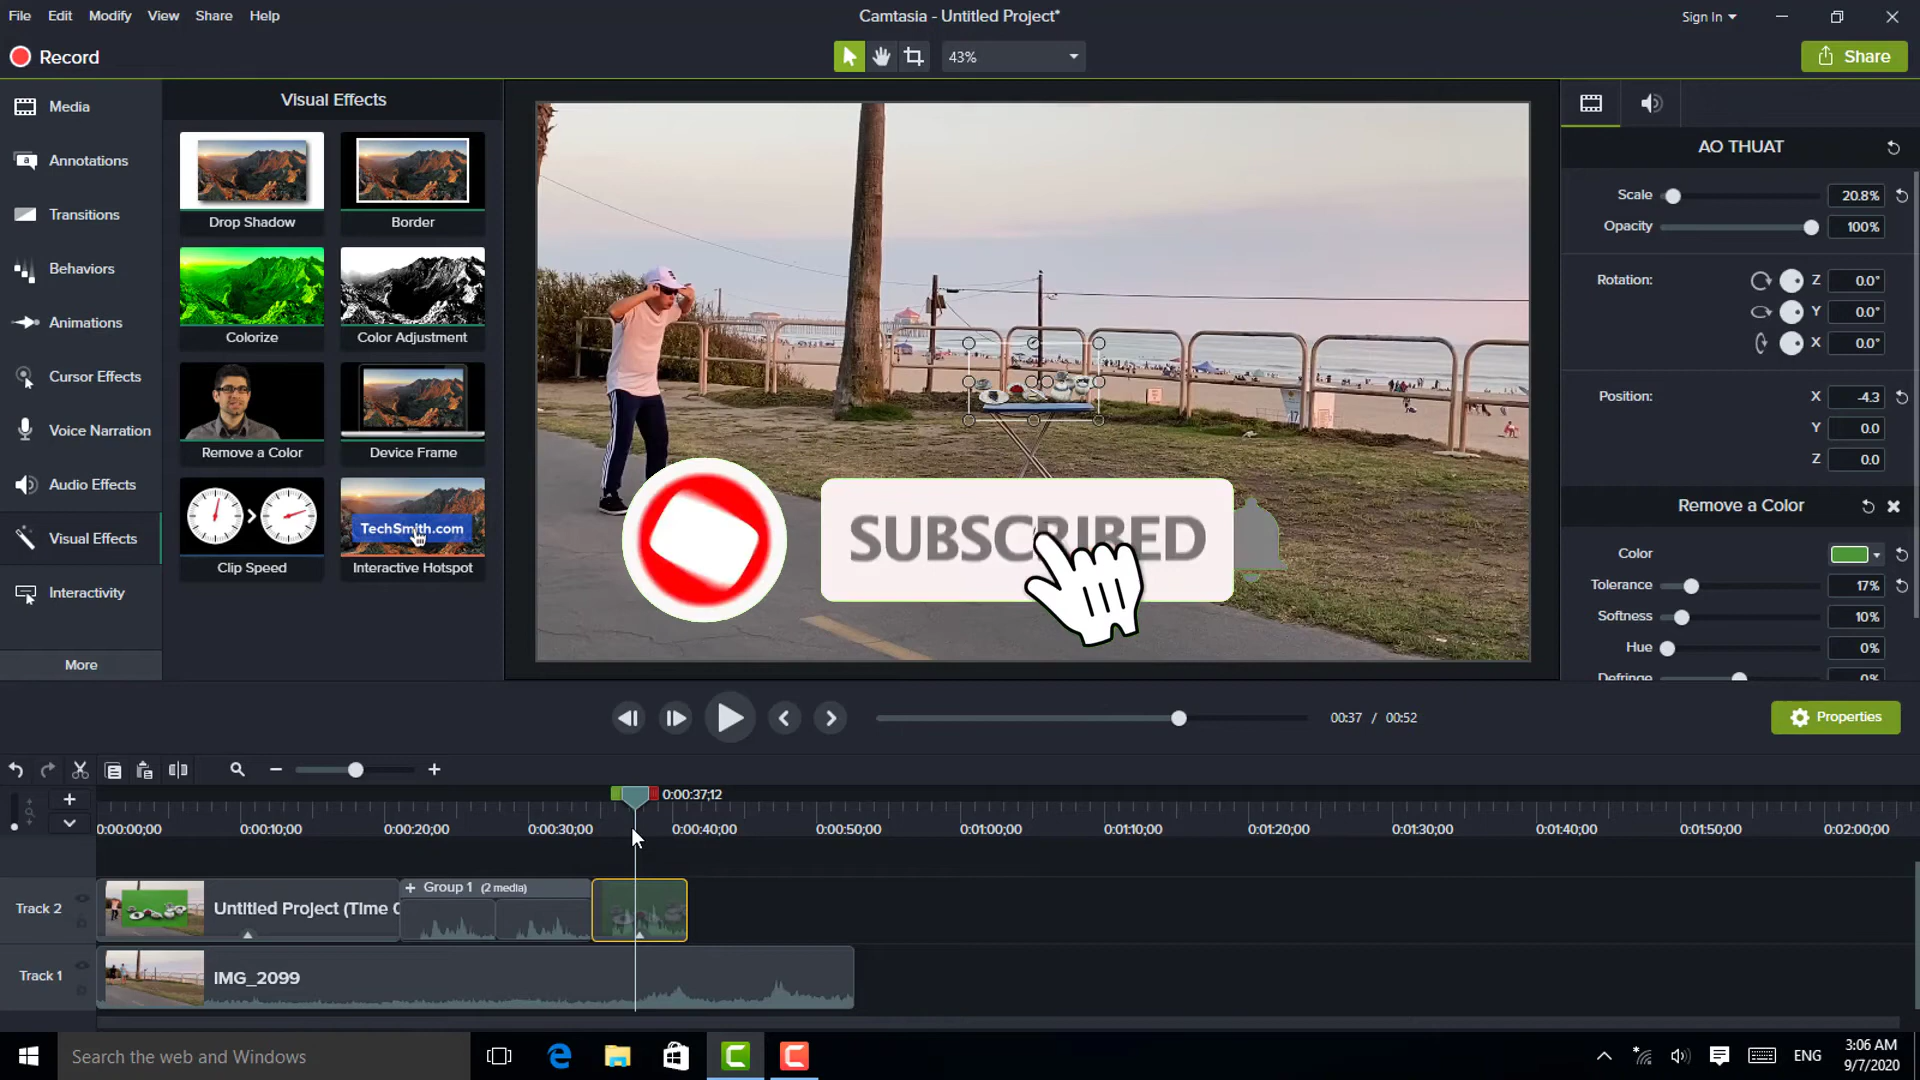 File Edit Modify View Share Help
Camtasia - Untitled Project*
Sign In
Record
43%
Share
Media
Annotations
Transitions
Behaviors
Animations
Cursor Effects
Voice Narration
Audio Effects
Visual Effects
Interactivity
More
Visual Effects
Drop Shadow
Border
Colorize
Color Adjustment
Remove a Color
Device Frame
TechSmith.com
Clip Speed
Interactive Hotspot
SUBSCRIBED
AO THUAT
Scale 20.8%
Opacity 100%
Rotation: Z 0.0°
Y 0.0°
X 0.0°
Position: X -4.3
Y 0.0
Z 0.0
Remove a Color
Color
Tolerance 17%
Softness 10%
Hue 0%
Defringe 0%
00:37 / 00:52
Properties
0:00:37;12
0:00:00;00 0:00:10;00 0:00:20;00 0:00:30;00 0:00:40;00 0:00:50;00 0:01:00;00 0:01:10;00 0:01:20;00 0:01:30;00 0:01:40;00 0:01:50;00 0:02:00;00
Track 2
Untitled Project (Time
+ Group 1 (2 media)
Track 1
IMG_2099
Search the web and Windows
ENG
3:06 AM
9/7/2020